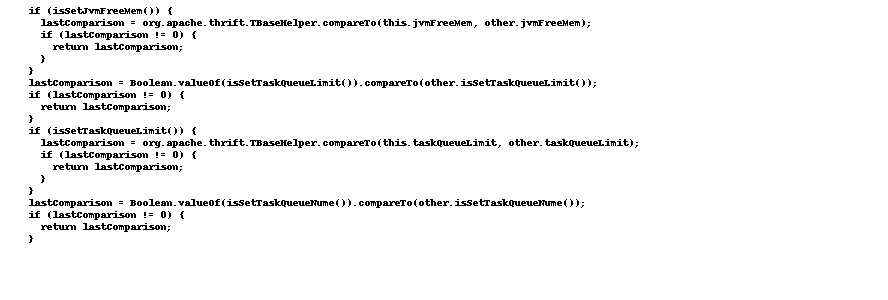 if (isSetJvmFreeMem()) {
lastComparison = org.apache.thrift.TBaseHelper.compareTo(this.jvmFreeMem, other.jvmFreeMem);
if (lastComparison != 0) {
return lastComparison;
}
}
lastComparison = Boolean.valueOf(isSetTaskQueueLimit()).compareTo(other.isSetTaskQueueLimit());
if (lastComparison != 0) {
return lastComparison;
}
if (isSetTaskQueueLimit()) {
lastComparison = org.apache.thrift.TBaseHelper.compareTo(this.taskQueueLimit, other.taskQueueLimit);
if (lastComparison != 0) {
return lastComparison;
}
}
lastComparison = Boolean.valueOf(isSetTaskQueueNume()).compareTo(other.isSetTaskQueueNume());
if (lastComparison != 0) {
return lastComparison;
}